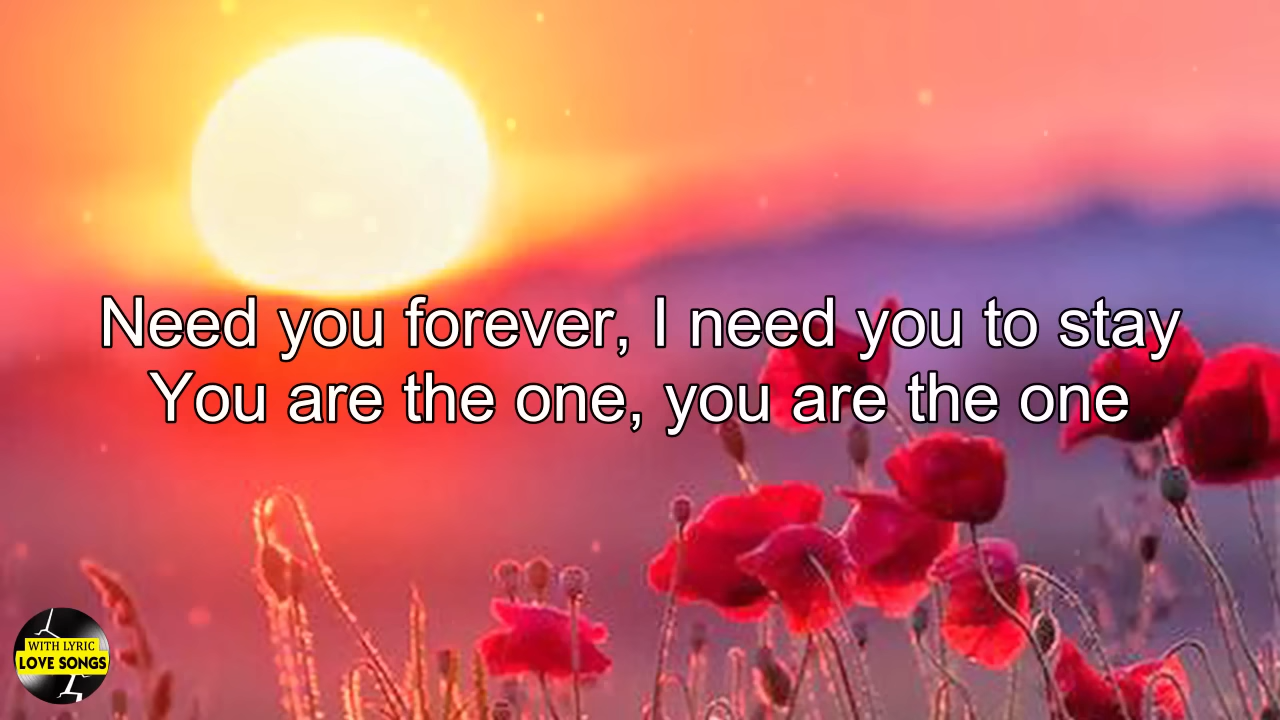 Need you forever, I need you to stay
You are the one, you are the one
WITH LYRIC
LOVE SONGS